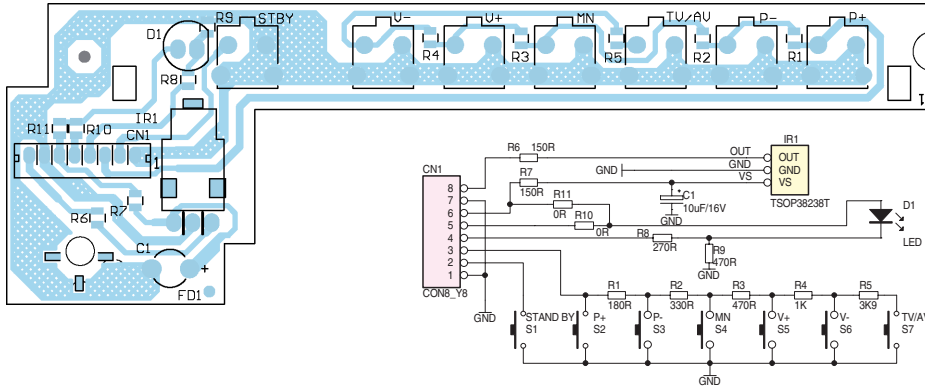 R9 STBY V- V+ MN TV/AV P- P+
D1
R4 R3 R5 R2 R1
R8
IR1
R11 R10
CN1
1
R6 R7
C1
+
FD1
IR1
R6 150R OUT OUT
CN1 GND GND GND
R7 VS VS
8 150R TSOP38238T
7 R11 C1
6 0R 10uF/16V D1
5 R10 GND
4 0R R8 LED
3 270R R9
2 470R
1 GND
CON8_Y8 R1 R2 R3 R4 R5
180R 330R 470R 1K 3K9
GND
STAND BY P+ P- MN V+ V- TV/AV
S1 S2 S3 S4 S5 S6 S7
GND